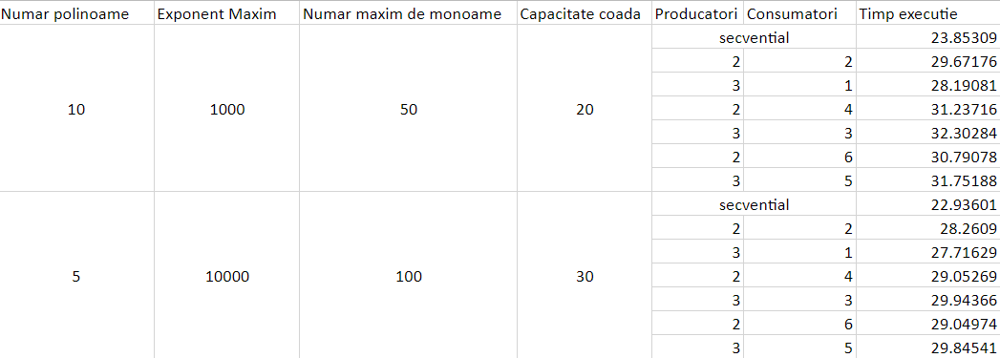 Numar polinoame Exponent Maxim Numar maxim de monoame Capacitate coada Producatori Consumatori Timp executie
secvential 23.85309
2 2 29.67176
3 1 28.19081
10 1000 50 20 2 4 31.23716
3 3 32.30284
2 6 30.79078
3 5 31.75188
secvential 22.93601
2 2 28.2609
3 1 27.71629
5 10000 100 30 2 4 29.05269
3 3 29.94366
2 6 29.04974
3 5 29.84541